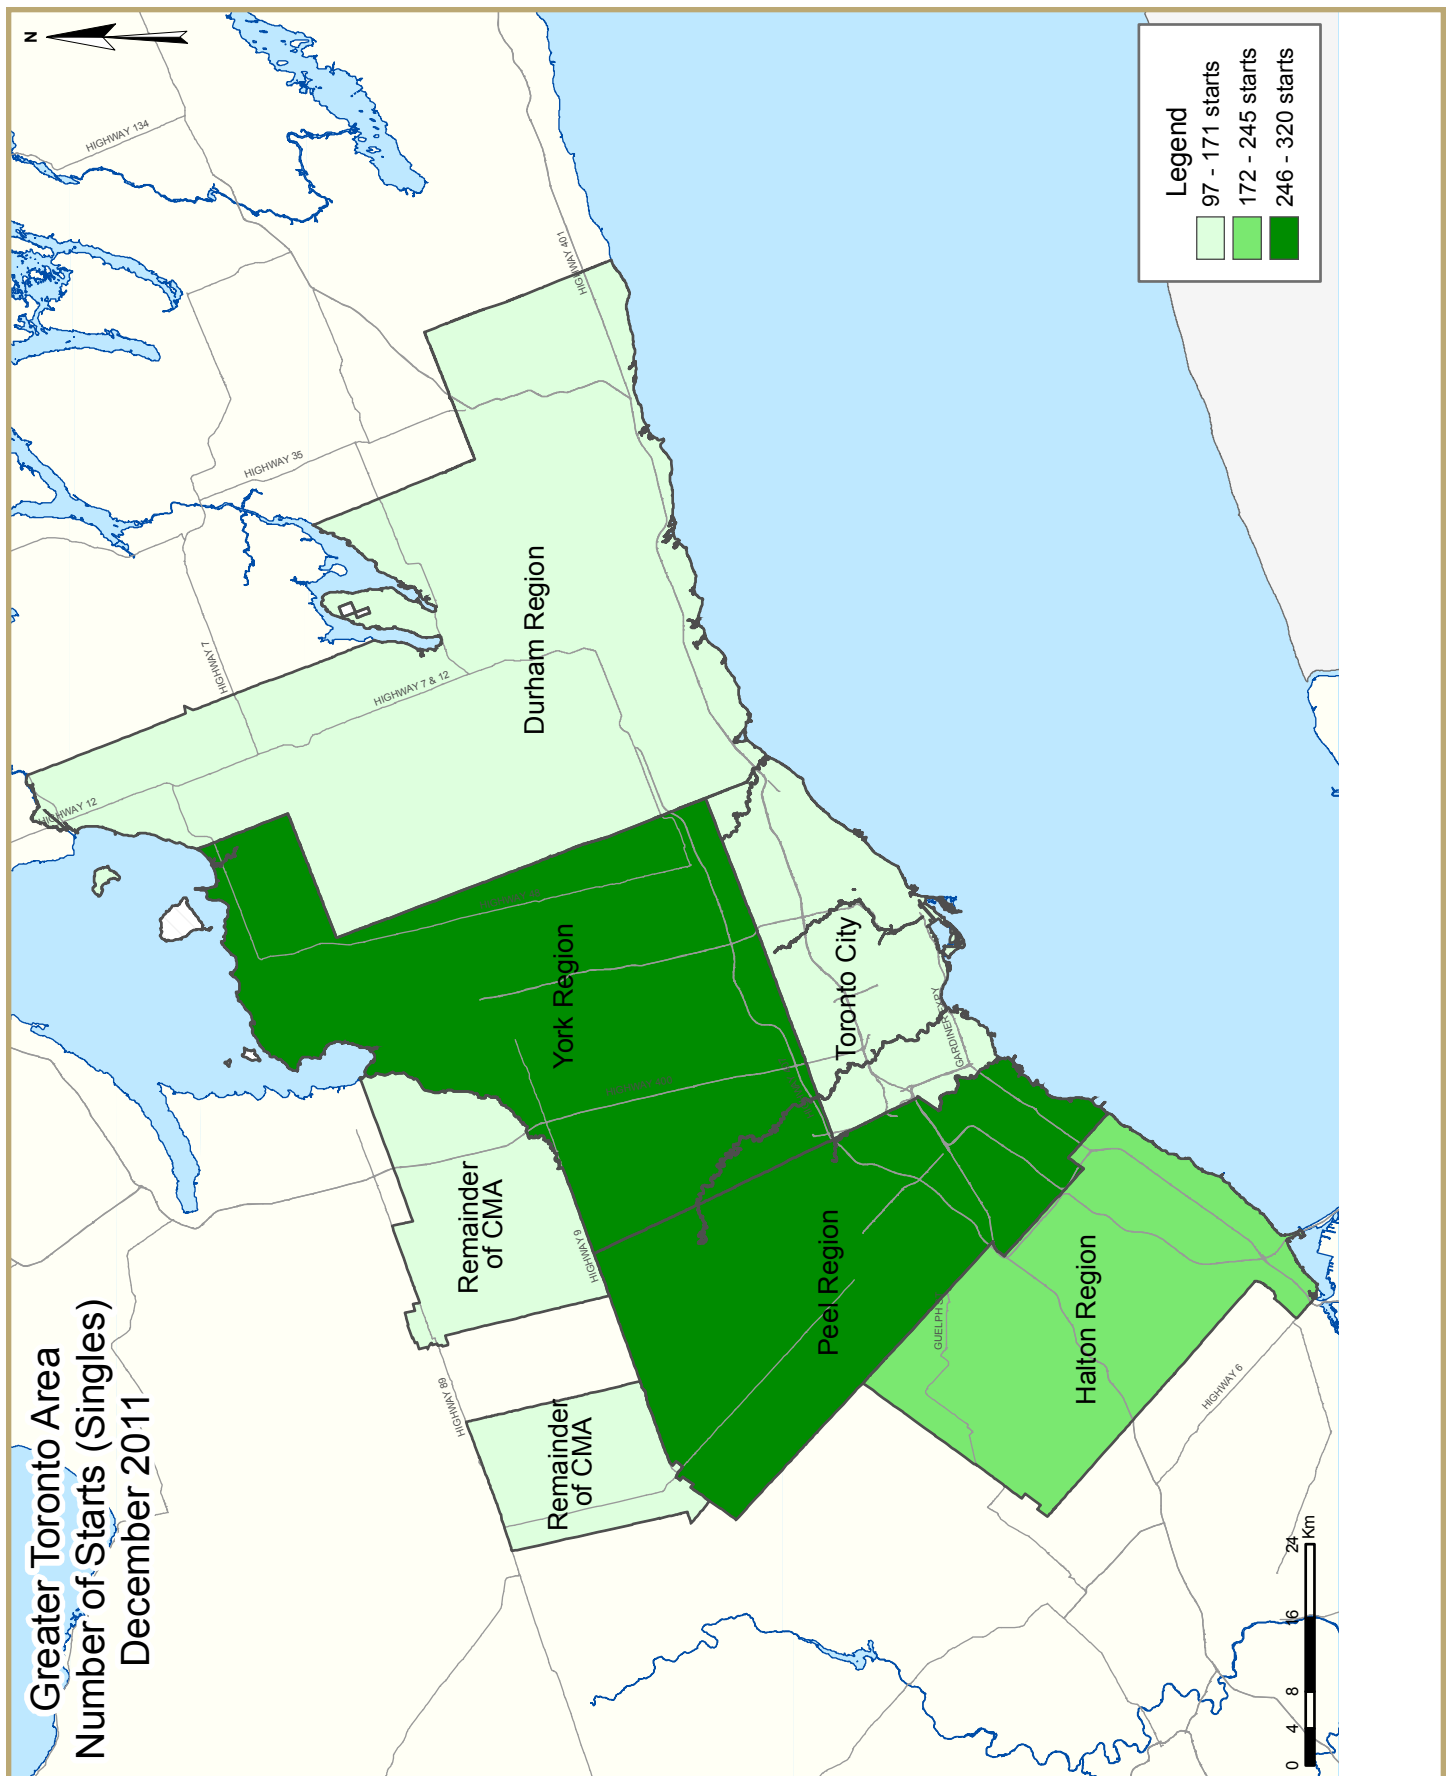 Greater Toronto Area
Number of Starts (Singles)
December 2011
N
HIGHWAY 134
HIGHWAY 401
HIGHWAY 35
HIGHWAY 7
HIGHWAY 7 & 12
HIGHWAY 12
Durham Region
York Region
Toronto City
GARDINER EXPY
Remainder
of CMA
HIGHWAY 9
HIGHWAY 89
Remainder
of CMA
Peel Region
GUELPH
Halton Region
HIGHWAY 6
Legend
97 - 171 starts
172 - 245 starts
246 - 320 starts
0 4 8 16 24
Km